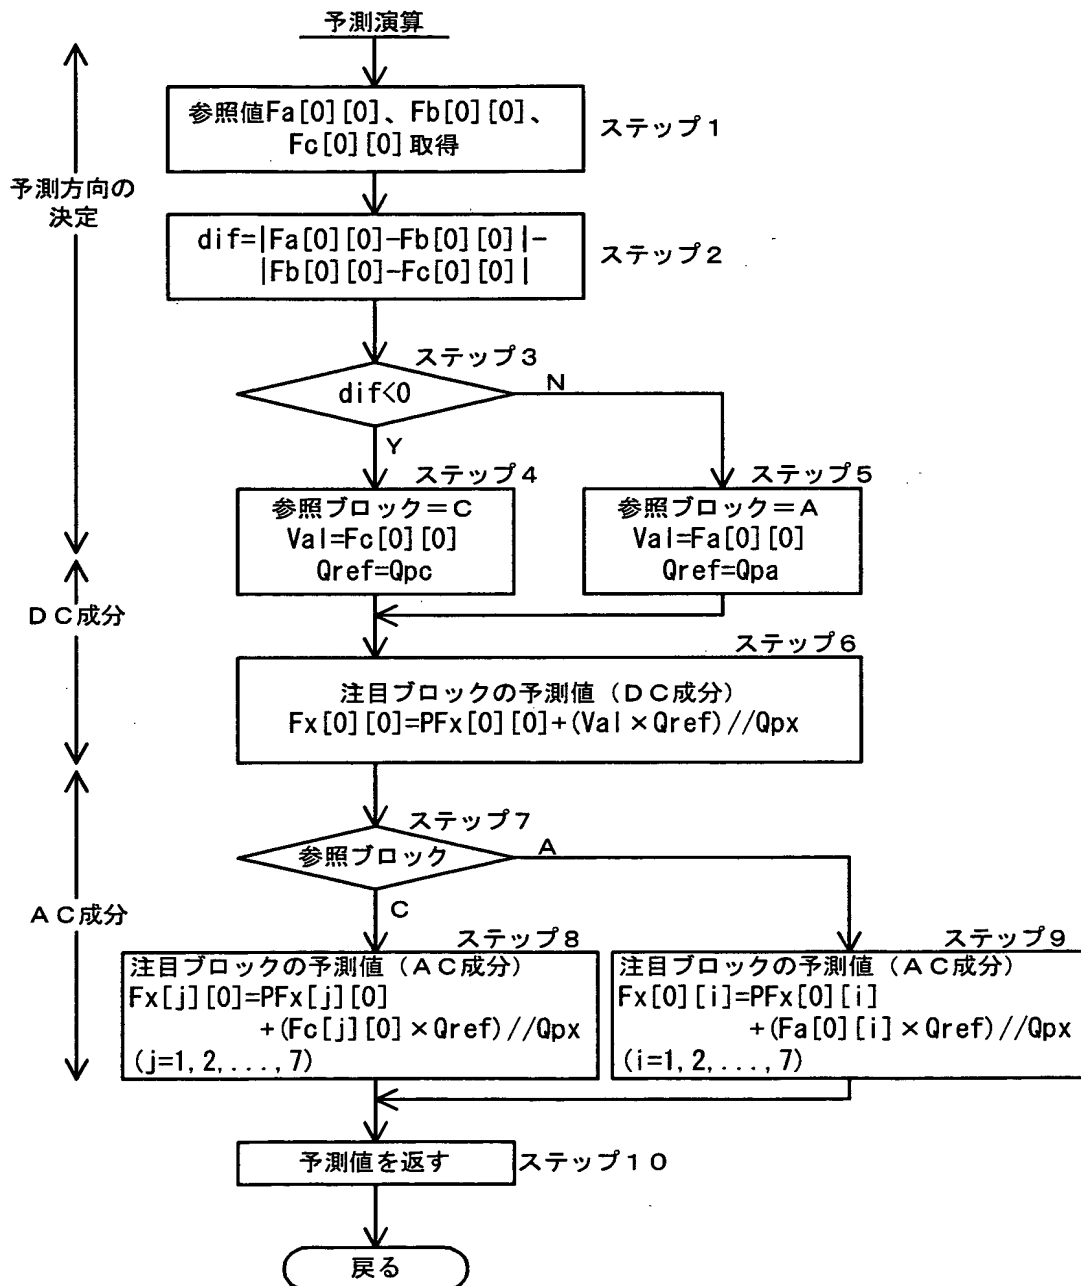 予測演算
参照値Fa[0][0]、Fb[0][0]、
Fc[0][0]取得
ステップ1
予測方向の
決定
dif=|Fa[0][0]-Fb[0][0]|-
|Fb[0][0]-Fc[0][0]|
ステップ2
ステップ3
dif<0
N
Y
ステップ4
参照ブロック=C
Val=Fc[0][0]
Qref=Qpc
ステップ5
参照ブロック=A
Val=Fa[0][0]
Qref=Qpa
DC成分
ステップ6
注目ブロックの予測値(DC成分)
Fx[0][0]=PFx[0][0]+(Val×Qref)//Qpx
ステップ7
参照ブロック
A
C
AC成分
ステップ8
注目ブロックの予測値(AC成分)
Fx[j][0]=PFx[j][0]
+(Fc[j][0]×Qref)//Qpx
(j=1,2,...,7)
ステップ9
注目ブロックの予測値(AC成分)
Fx[0][i]=PFx[0][i]
+(Fa[0][i]×Qref)//Qpx
(i=1,2,...,7)
予測値を返す
ステップ10
戻る